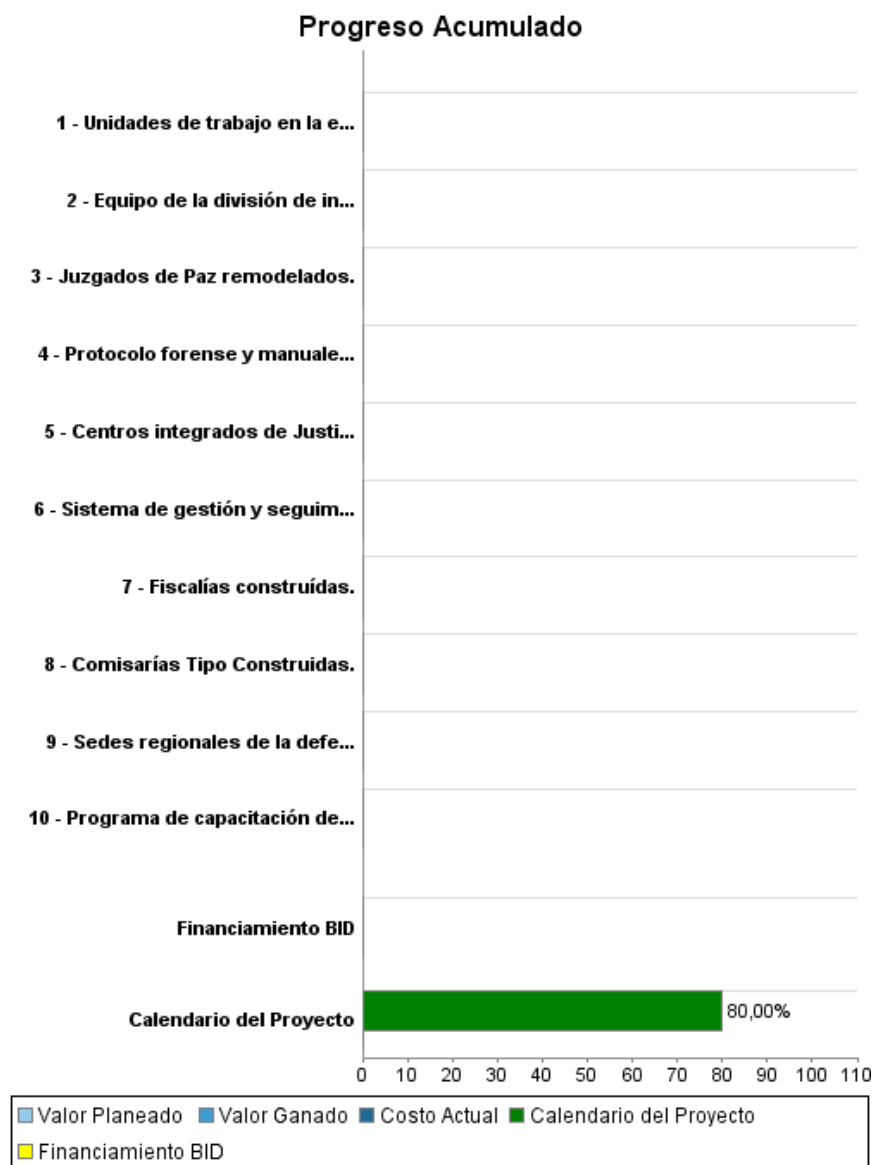 Progreso Acumulado
1 - Unidades de trabajo en la e...
2 - Equipo de la división de in...
3 - Juzgados de Paz remodelados.
4 - Protocolo forense y manuale...
5 - Centros integrados de Justi...
6 - Sistema de gestión y seguim...
7 - Fiscalías construídas.
8 - Comisarías Tipo Construidas.
9 - Sedes regionales de la defe...
10 - Programa de capacitación de...
Financiamiento BID
Calendario del Proyecto
80,00%
0 10 20 30 40 50 60 70 80 90 100 110
Valor Planeado Valor Ganado Costo Actual Calendario del Proyecto
Financiamiento BID